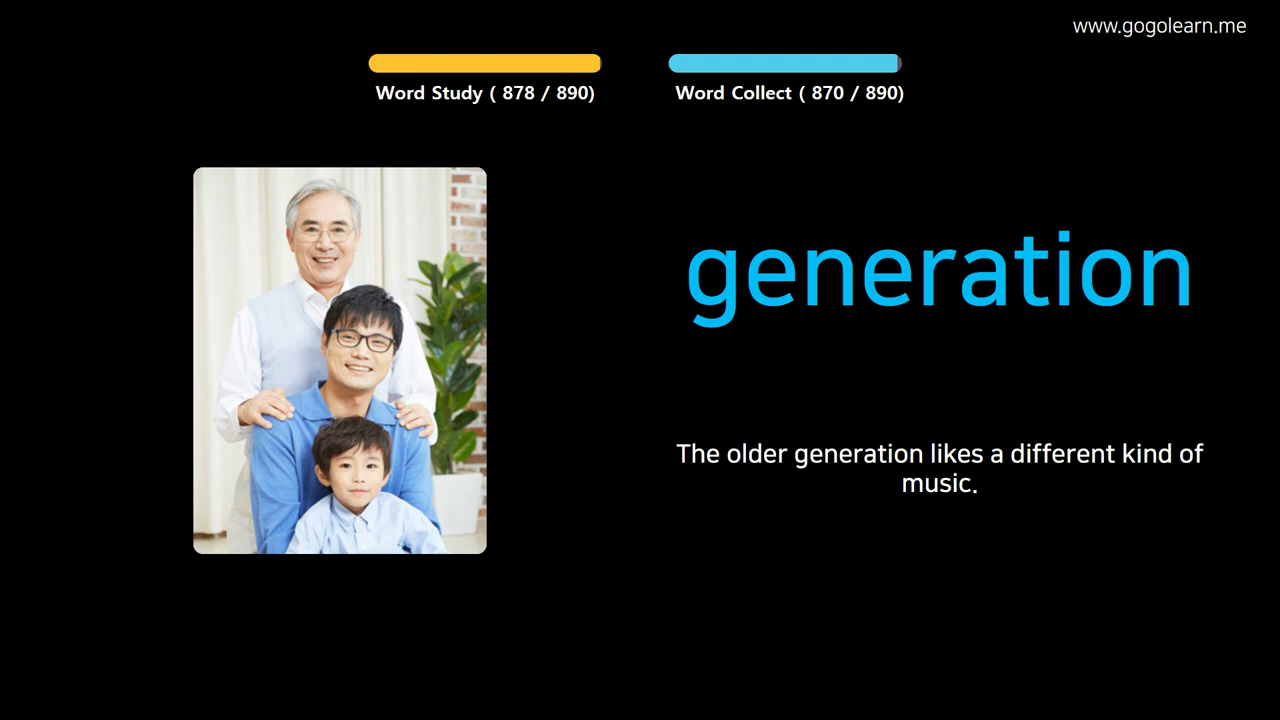 www.gogolearn.me
Word Study ( 878 / 890)
Word Collect ( 870 / 890)
generation
The older generation likes a different kind of
music.